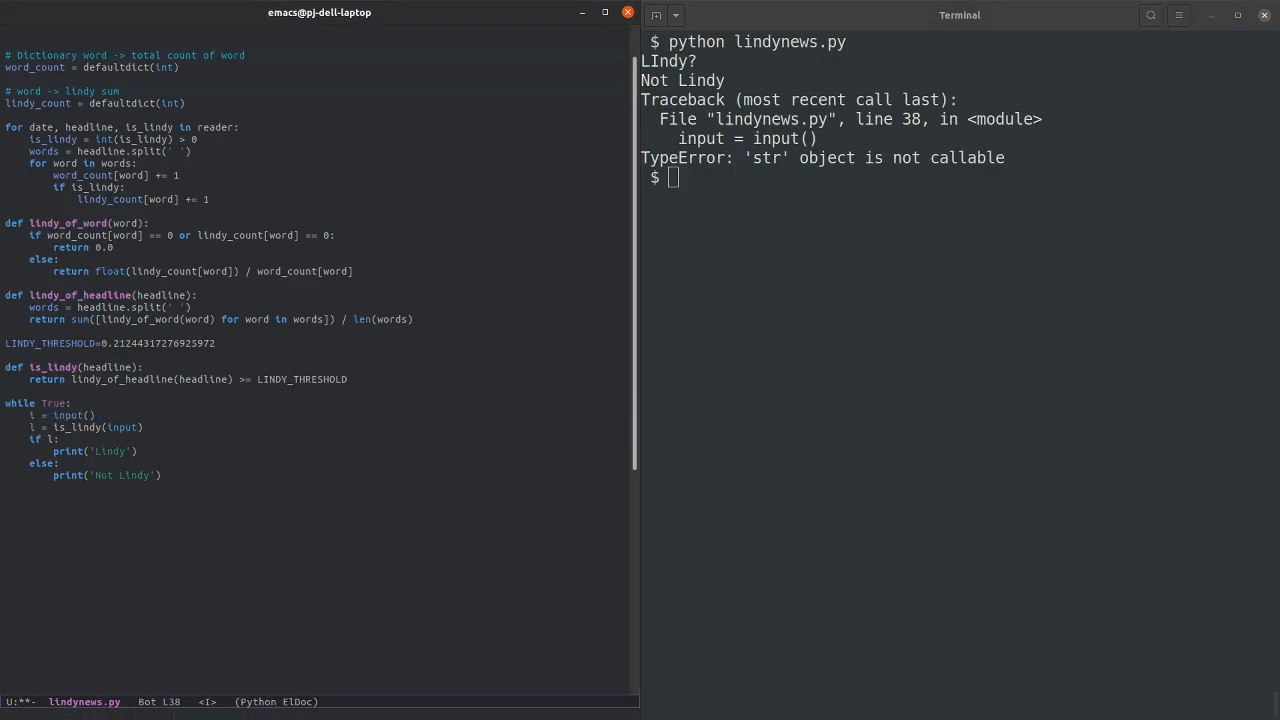 emacs@pj-dell-laptop
# Dictionary word -> total count of word
word_count = defaultdict(int)
# word -> lindy sum
lindy_count = defaultdict(int)
for date, headline, is_lindy in reader:
    is_lindy = int(is_lindy) > 0
    words = headline.split(' ')
    for word in words:
        word_count[word] += 1
        if is_lindy:
            lindy_count[word] += 1
def lindy_of_word(word):
    if word_count[word] == 0 or lindy_count[word] == 0:
        return 0.0
    else:
        return float(lindy_count[word]) / word_count[word]
def lindy_of_headline(headline):
    words = headline.split(' ')
    return sum([lindy_of_word(word) for word in words]) / len(words)
LINDY_THRESHOLD=0.21244317276925972
def is_lindy(headline):
    return lindy_of_headline(headline) >= LINDY_THRESHOLD
while True:
    i = input()
    l = is_lindy(input)
    if l:
        print('Lindy')
    else:
        print('Not Lindy')
U:**-  lindynews.py   Bot L38   <I>   (Python ElDoc)
Terminal
$ python lindynews.py
LIndy?
Not Lindy
Traceback (most recent call last):
  File "lindynews.py", line 38, in <module>
    input = input()
TypeError: 'str' object is not callable
$